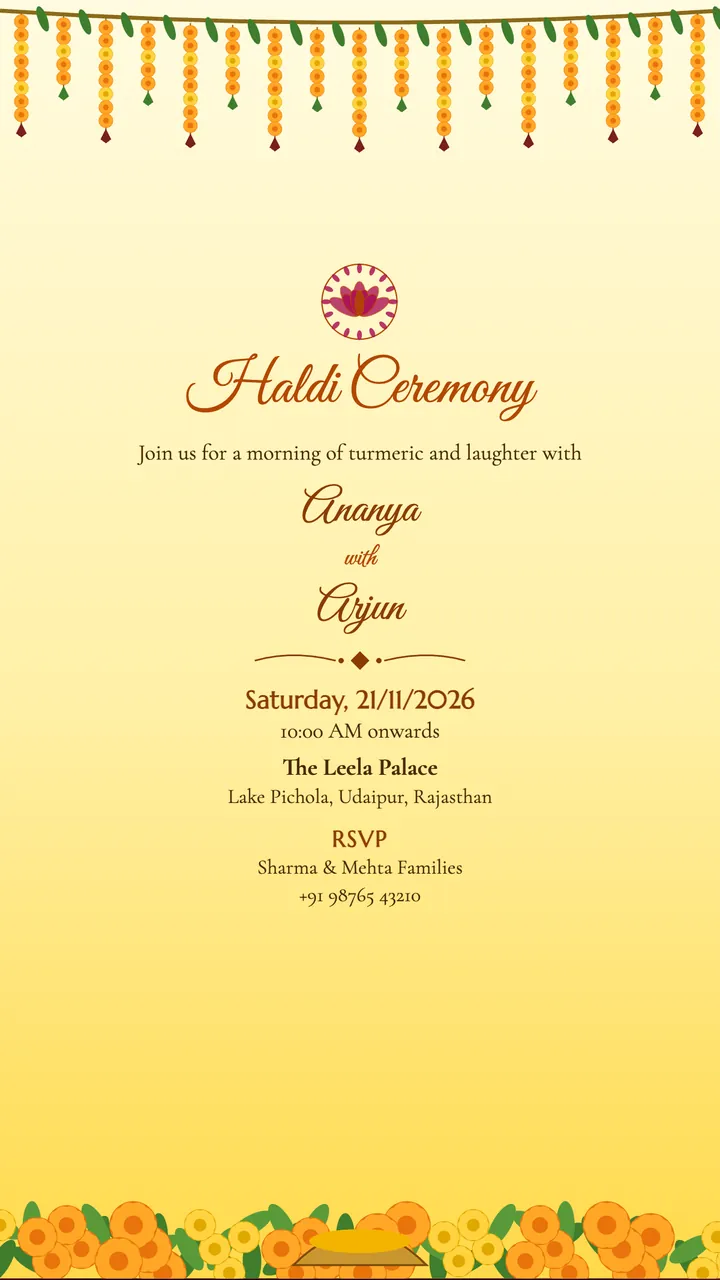 Haldi Ceremony
Join us for a morning of turmeric and laughter with
Ananya
with
Arjun
Saturday, 21/11/2026
10:00 AM onwards
The Leela Palace
Lake Pichola, Udaipur, Rajasthan
RSVP
Sharma & Mehta Families
+91 98765 43210